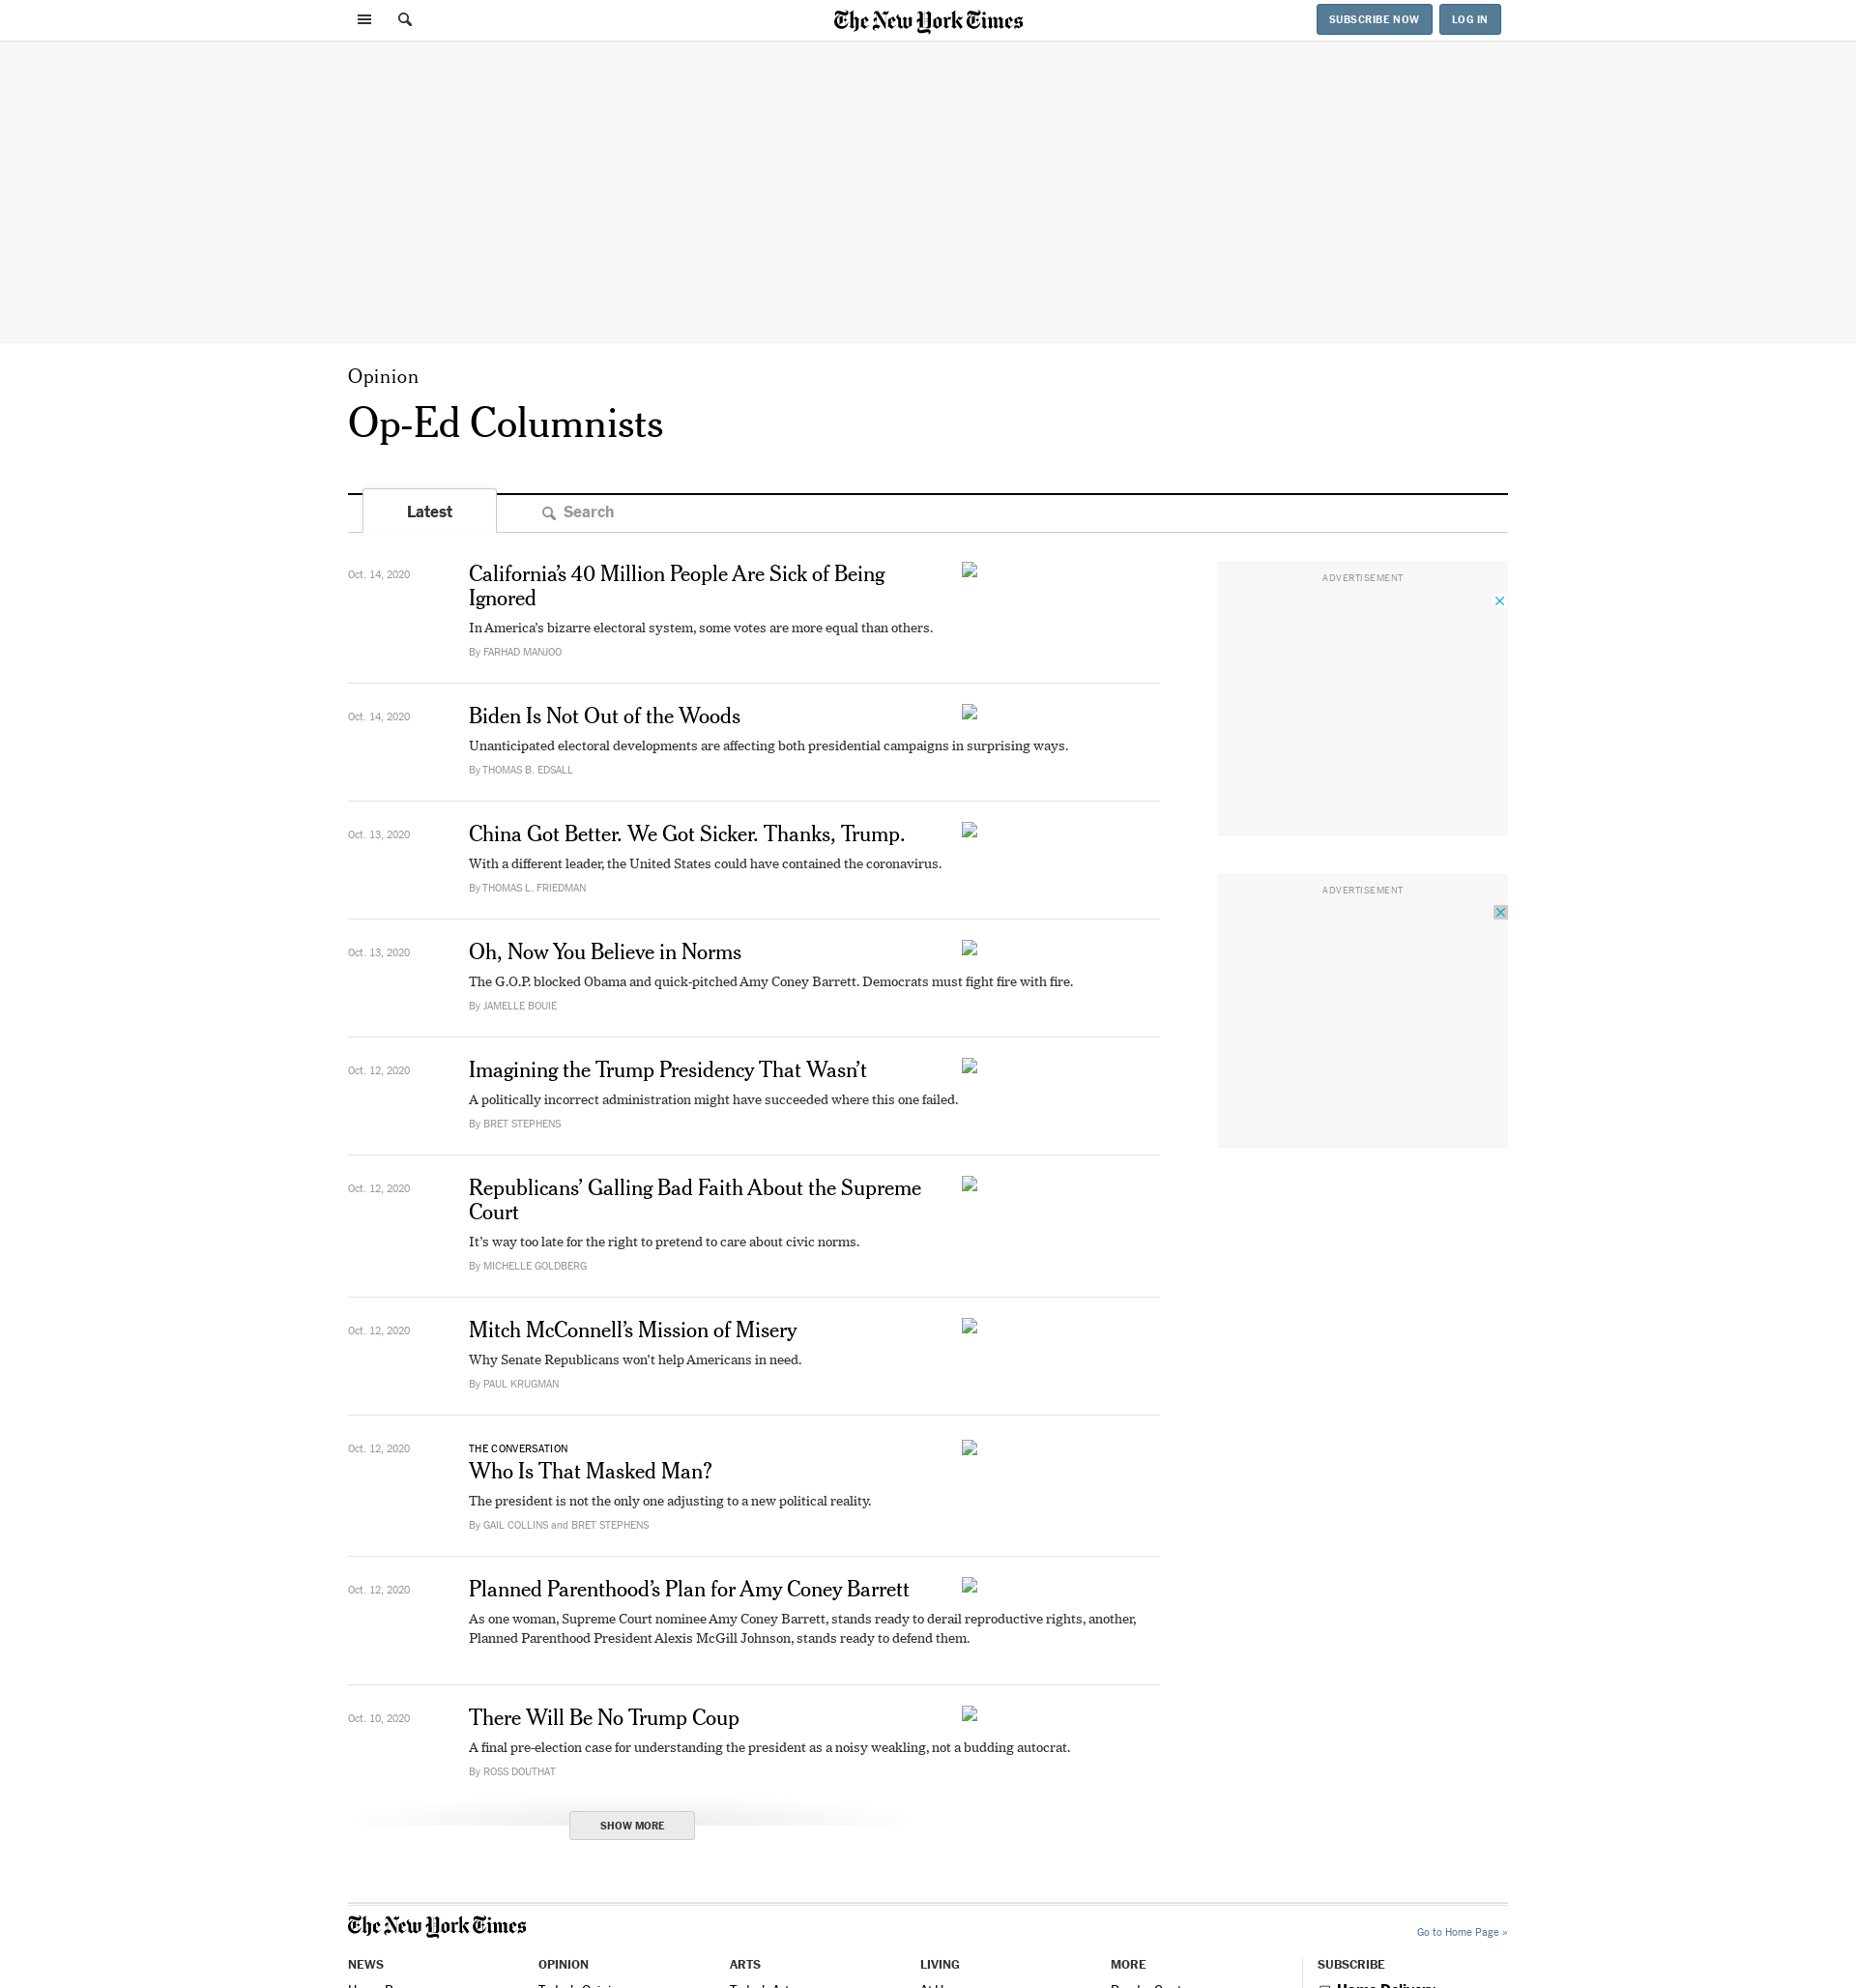 The New York Times
SUBSCRIBE NOW
LOG IN
Opinion
Op-Ed Columnists
Latest
Search
Oct. 14, 2020
California’s 40 Million People Are Sick of Being
Ignored
In America’s bizarre electoral system, some votes are more equal than others.
By FARHAD MANJOO
Oct. 14, 2020
Biden Is Not Out of the Woods
Unanticipated electoral developments are affecting both presidential campaigns in surprising ways.
By THOMAS B. EDSALL
Oct. 13, 2020
China Got Better. We Got Sicker. Thanks, Trump.
With a different leader, the United States could have contained the coronavirus.
By THOMAS L. FRIEDMAN
Oct. 13, 2020
Oh, Now You Believe in Norms
The G.O.P. blocked Obama and quick-pitched Amy Coney Barrett. Democrats must fight fire with fire.
By JAMELLE BOUIE
Oct. 12, 2020
Imagining the Trump Presidency That Wasn’t
A politically incorrect administration might have succeeded where this one failed.
By BRET STEPHENS
Oct. 12, 2020
Republicans’ Galling Bad Faith About the Supreme
Court
It’s way too late for the right to pretend to care about civic norms.
By MICHELLE GOLDBERG
Oct. 12, 2020
Mitch McConnell’s Mission of Misery
Why Senate Republicans won’t help Americans in need.
By PAUL KRUGMAN
Oct. 12, 2020
THE CONVERSATION
Who Is That Masked Man?
The president is not the only one adjusting to a new political reality.
By GAIL COLLINS and BRET STEPHENS
Oct. 12, 2020
Planned Parenthood’s Plan for Amy Coney Barrett
As one woman, Supreme Court nominee Amy Coney Barrett, stands ready to derail reproductive rights, another,
Planned Parenthood President Alexis McGill Johnson, stands ready to defend them.
Oct. 10, 2020
There Will Be No Trump Coup
A final pre-election case for understanding the president as a noisy weakling, not a budding autocrat.
By ROSS DOUTHAT
SHOW MORE
ADVERTISEMENT
ADVERTISEMENT
The New York Times
Go to Home Page »
NEWS
OPINION
ARTS
LIVING
MORE
SUBSCRIBE
Home Delivery